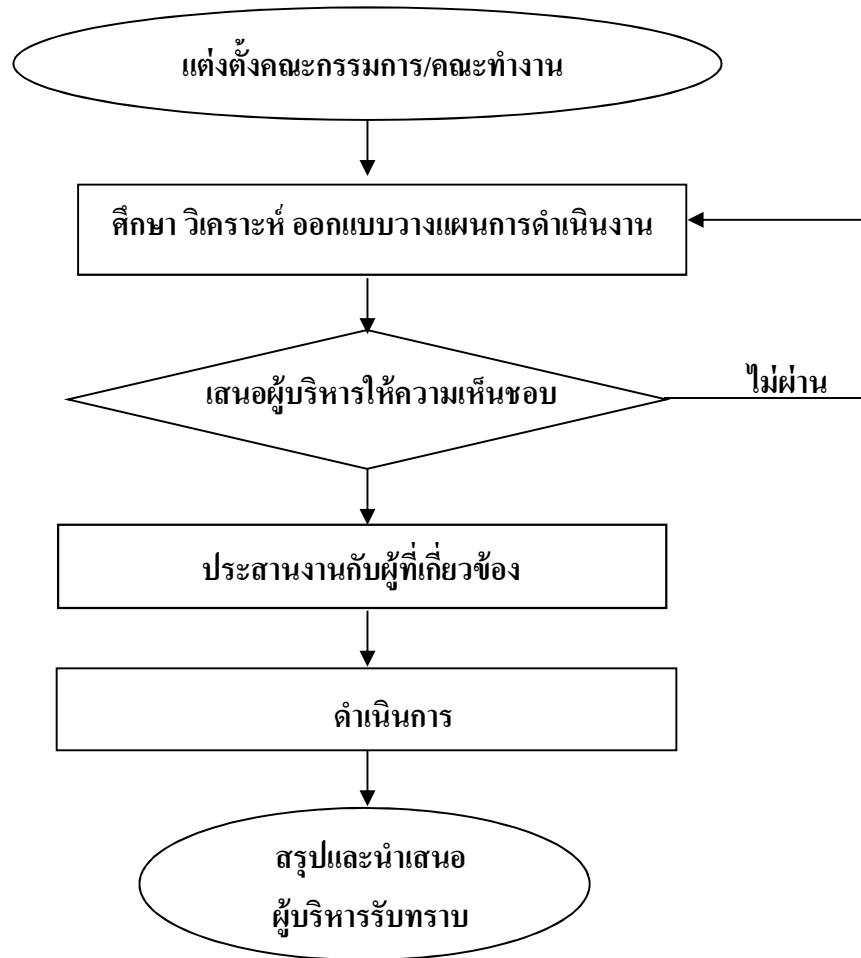 แต่งตั้งคณะกรรมการ/คณะทำงาน
ศึกษา วิเคราะห์ ออกแบบวางแผนการดำเนินงาน
เสนอผู้บริหารให้ความเห็นชอบ
ไม่ผ่าน
ประสานงานกับผู้ที่เกี่ยวข้อง
ดำเนินการ
สรุปและนำเสนอ
ผู้บริหารรับทราบ